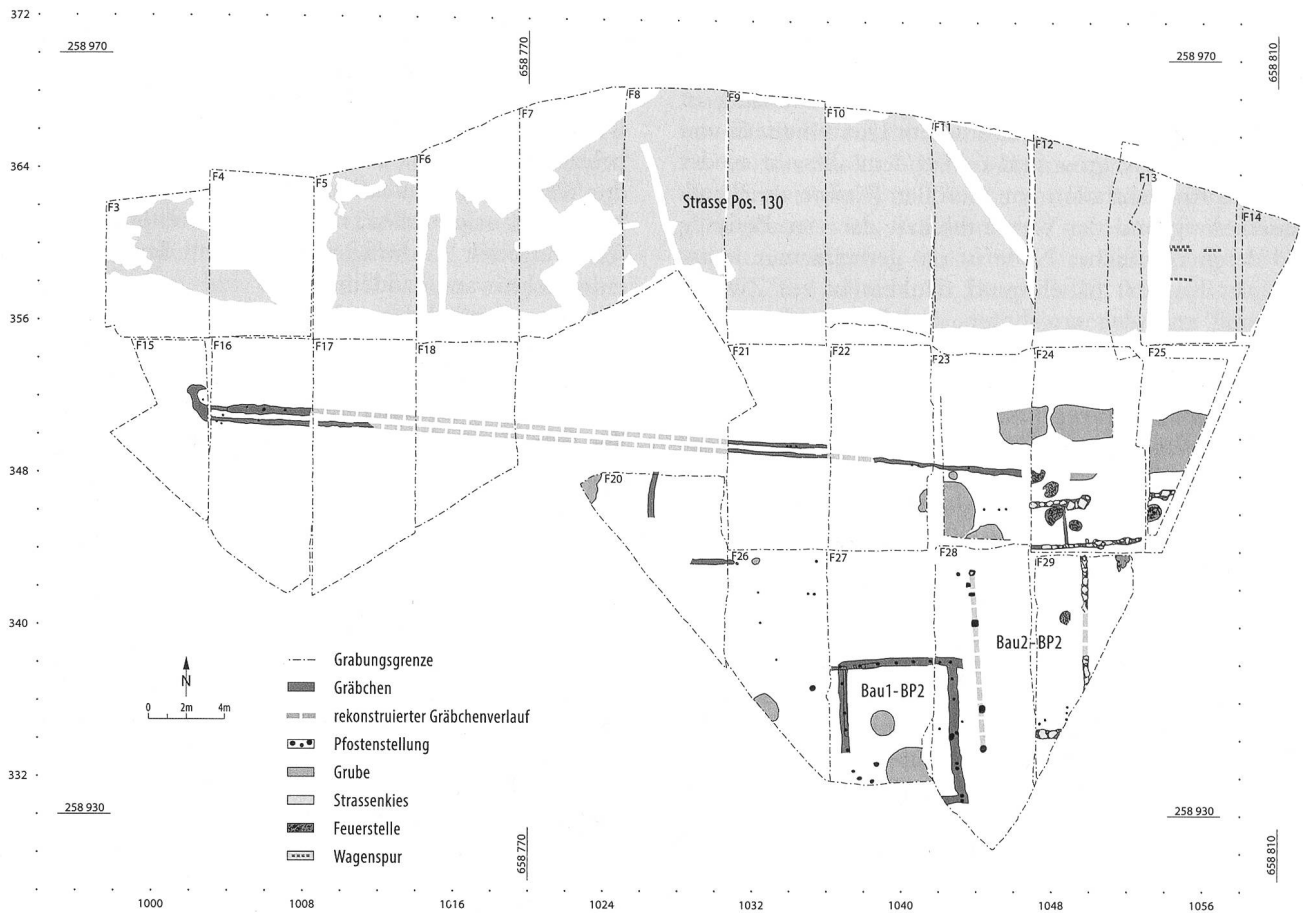 372
258 970
658 770
258 970
658 810
F8
F9
F10
F7
F11
F12
F6
364
F4
F5
F13
F3
Strasse Pos. 130
F14
356
F15
F16
F17
F18
F21
F22
F23
F24
F25
348
F20
F26
F27
F28
F29
340
Bau2-BP2
N
0 2m 4m
Grabungsgrenze
Gräbchen
rekonstruierter Gräbchenverlauf
Pfostenstellung
Grube
Strassenkies
Feuerstelle
Wagenspur
Bau1-BP2
332
258 930
658 770
258 930
658 810
1000
1008
1016
1024
1032
1040
1048
1056